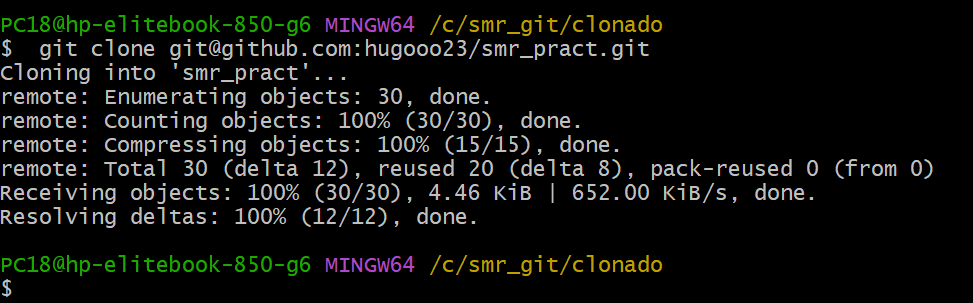 PC18@hp-elitebook-850-g6 MINGW64 /c/smr_git/clonado
$  git clone git@github.com:hugooo23/smr_pract.git
Cloning into 'smr_pract'...
remote: Enumerating objects: 30, done.
remote: Counting objects: 100% (30/30), done.
remote: Compressing objects: 100% (15/15), done.
remote: Total 30 (delta 12), reused 20 (delta 8), pack-reused 0 (from 0)
Receiving objects: 100% (30/30), 4.46 KiB | 652.00 KiB/s, done.
Resolving deltas: 100% (12/12), done.
PC18@hp-elitebook-850-g6 MINGW64 /c/smr_git/clonado
$